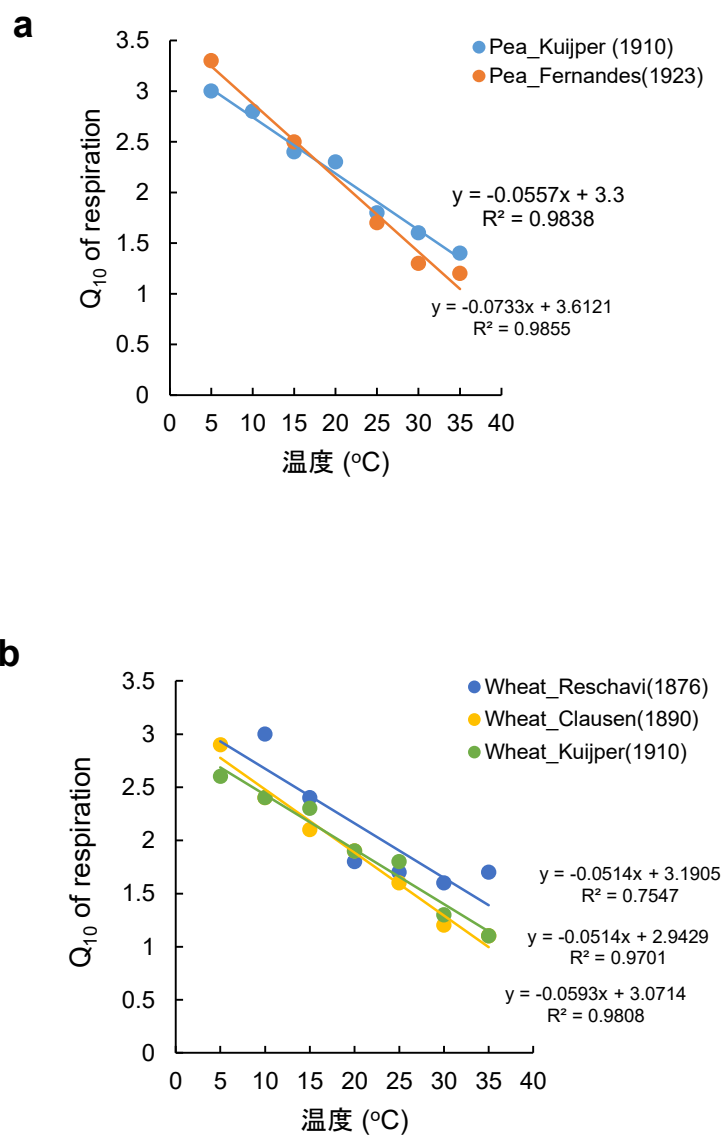 a
Pea_Kuijper (1910)
Pea_Fernandes(1923)
3.5
3
2.5
2
1.5
1
0.5
0
Q10 of respiration
y = -0.0557x + 3.3
R² = 0.9838
y = -0.0733x + 3.6121
R² = 0.9855
0 5 10 15 20 25 30 35 40
温度 (oC)
b
Wheat_Reschavi(1876)
Wheat_Clausen(1890)
Wheat_Kuijper(1910)
3.5
3
2.5
2
1.5
1
0.5
0
Q10 of respiration
y = -0.0514x + 3.1905
R² = 0.7547
y = -0.0514x + 2.9429
R² = 0.9701
y = -0.0593x + 3.0714
R² = 0.9808
0 5 10 15 20 25 30 35 40
温度 (oC)